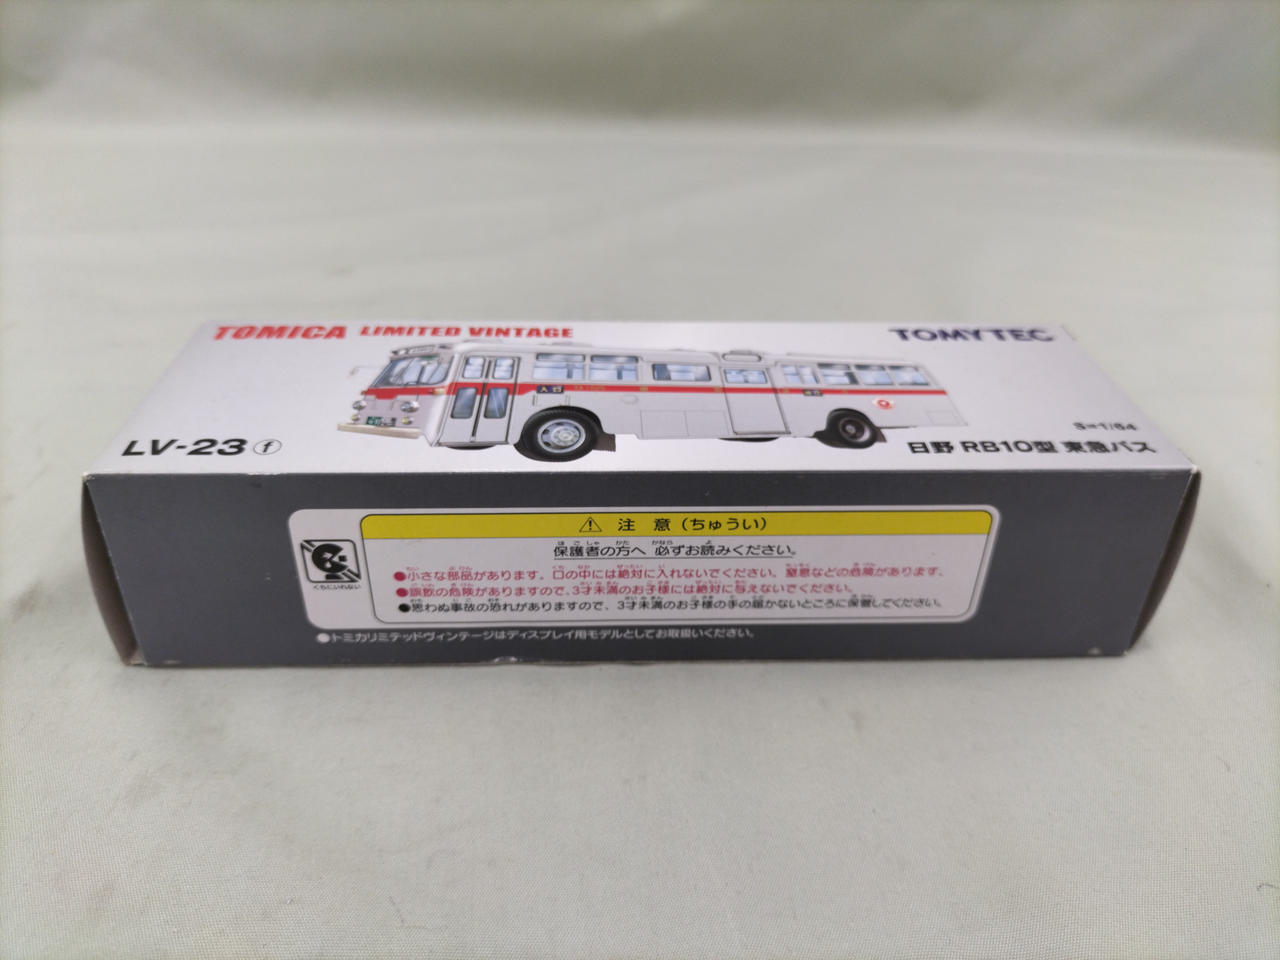 TOMICA LIMITED VINTAGE
TOMYTEC
S=1/64
LV-23 f
日野 RB10型 東急バス
入口
⚠ 注 意（ちゅうい）
保護者の方へ 必ずお読みください。
●小さな部品があります。口の中には絶対に入れないでください。窒息などの危険があります。
●誤飲の危険がありますので、3才未満のお子様には絶対に与えないでください。
●思わぬ事故の恐れがありますので、3才未満のお子様の手の届かないところに保管してください。
くちにいれない
●トミカリミテッドヴィンテージはディスプレイ用モデルとしてお取扱いください。